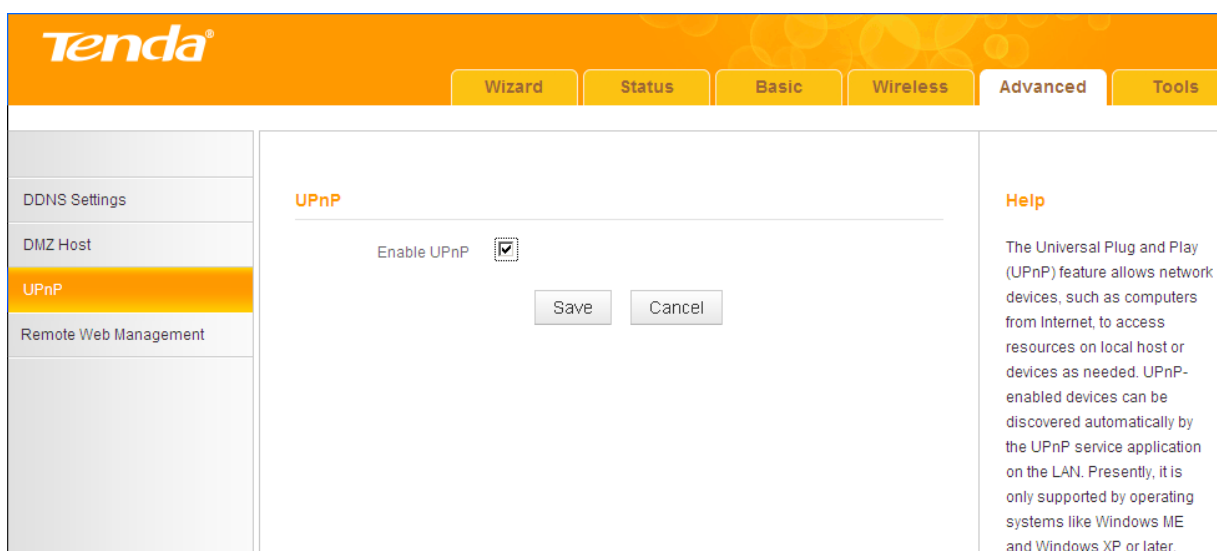 Tenda®
Wizard
Status
Basic
Wireless
Advanced
Tools
DDNS Settings
DMZ Host
UPnP
Remote Web Management
UPnP
Enable UPnP
Save
Cancel
Help
The Universal Plug and Play
(UPnP) feature allows network
devices, such as computers
from Internet, to access
resources on local host or
devices as needed. UPnP-
enabled devices can be
discovered automatically by
the UPnP service application
on the LAN. Presently, it is
only supported by operating
systems like Windows ME
and Windows XP or later.